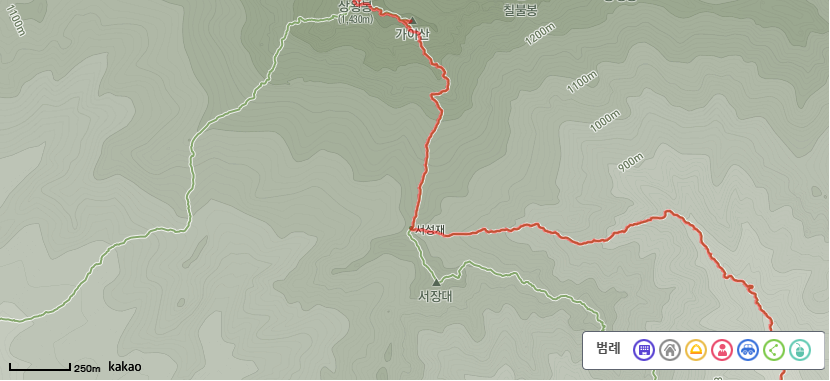 1100m
상왕봉
(1,430m)
가야산
칠불봉
1200m
1100m
1000m
900m
서성재
서장대
범례
250m kakao